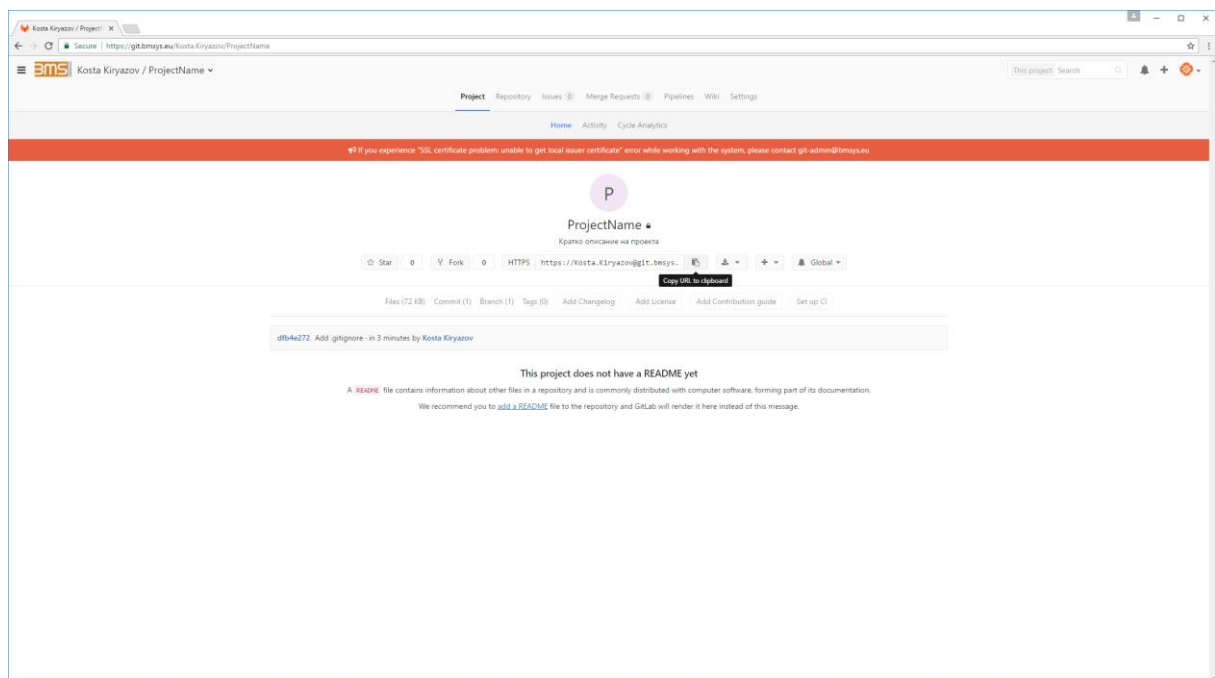 Kosta Kiryazov / Project
Secure | https://git.bmsys.eu/Kosta.Kiryazov/ProjectName
BMS Kosta Kiryazov / ProjectName
This project Search
Project Repository Issues 0 Merge Requests 0 Pipelines Wiki Settings
Home Activity Cycle Analytics
If you experience "SSL certificate problem: unable to get local issuer certificate" error while working with the system, please contact git-admin@bmsys.eu
P
ProjectName
Кратко описание на проекта
Star 0 Fork 0 HTTPS https://Kosta.Kiryazov@git.bmsys. Global
Copy URL to clipboard
Files (72 KB) Commit (1) Branch (1) Tags (0) Add Changelog Add License Add Contribution guide Set up CI
dfb4e272 Add .gitignore · in 3 minutes by Kosta Kiryazov
This project does not have a README yet
A README file contains information about other files in a repository and is commonly distributed with computer software, forming part of its documentation.
We recommend you to add a README file to the repository and GitLab will render it here instead of this message.